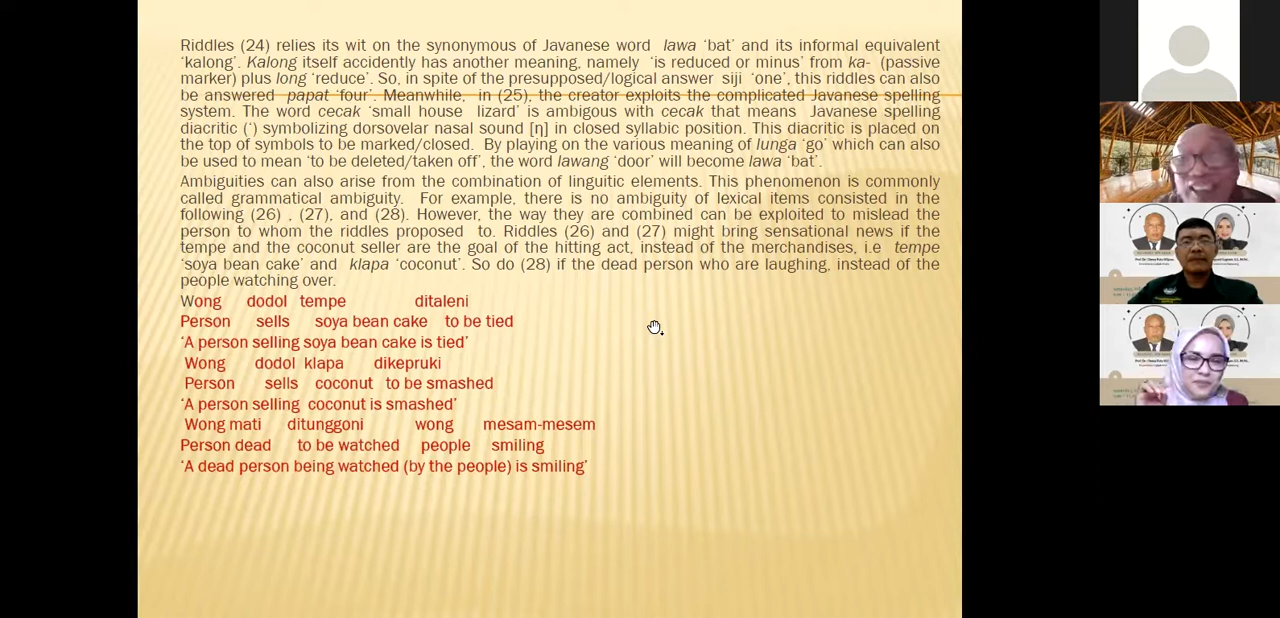 Riddles (24) relies its wit on the synonymous of Javanese word lawa ‘bat’ and its informal equivalent
‘kalong’. Kalong itself accidently has another meaning, namely ‘is reduced or minus’ from ka- (passive
marker) plus long ‘reduce’. So, in spite of the presupposed/logical answer siji ‘one’, this riddles can also
be answered papat ‘four’. Meanwhile, in (25), the creator exploits the complicated Javanese spelling
system. The word cecak ‘small house lizard’ is ambiguous with cecak that means Javanese spelling
diacritic (‘) symbolizing dorsovelar nasal sound [η] in closed syllabic position. This diacritic is placed on
the top of symbols to be marked/closed. By playing on the various meaning of lunga ‘go’ which can also
be used to mean ‘to be deleted/taken off’, the word lawang ‘door’ will become lawa ‘bat’.
Ambiguities can also arise from the combination of linguitic elements. This phenomenon is commonly
called grammatical ambiguity. For example, there is no ambiguity of lexical items consisted in the
following (26) , (27), and (28). However, the way they are combined can be exploited to mislead the
person to whom the riddles proposed to. Riddles (26) and (27) might bring sensational news if the
tempe and the coconut seller are the goal of the hitting act, instead of the merchandises, i.e tempe
‘soya bean cake’ and klapa ‘coconut’. So do (28) if the dead person who are laughing, instead of the
people watching over.
Wong dodol tempe ditaleni
Person sells soya bean cake to be tied
‘A person selling soya bean cake is tied’
Wong dodol klapa dikepruki
Person sells coconut to be smashed
‘A person selling coconut is smashed’
Wong mati ditunggoni wong mesam-mesem
Person dead to be watched people smiling
‘A dead person being watched (by the people) is smiling’